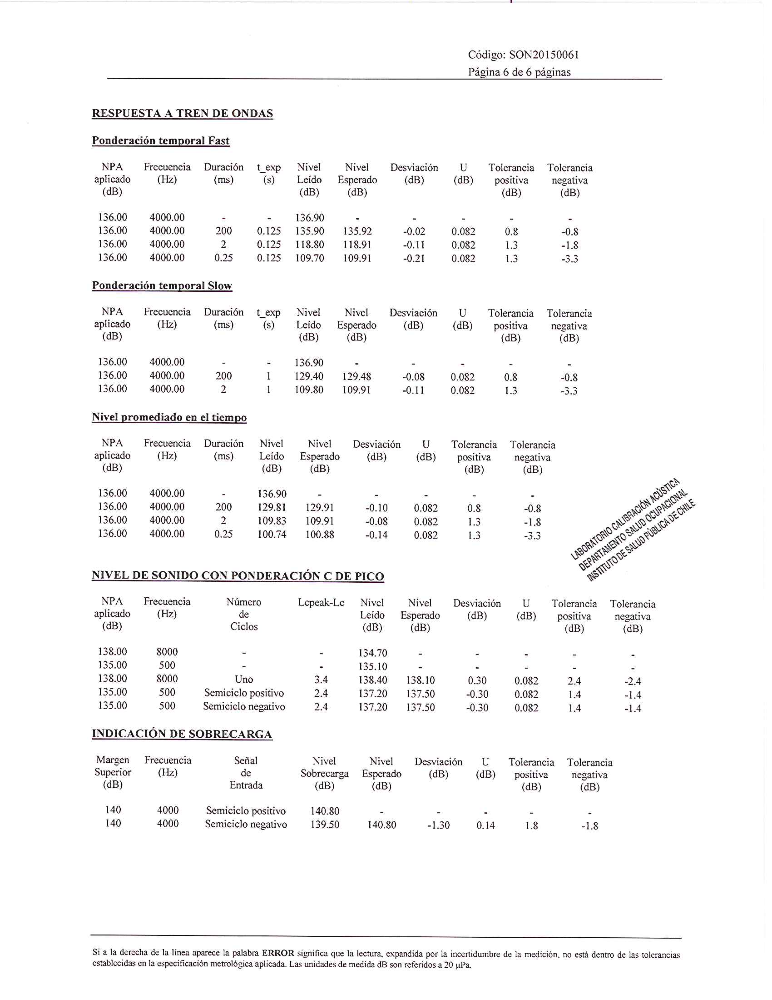 Código: SON20150061
Página 6 de 6 páginas
RESPUESTA A TREN DE ONDAS
Ponderación temporal Fast
NPA Frecuencia Duración t_exp Nivel Nivel Desviación U Tolerancia Tolerancia
aplicado (Hz) (ms) (s) Leído Esperado (dB) (dB) positiva negativa
(dB) (dB) (dB) (dB) (dB)
136.00 4000.00 - - 136.90 - - - - -
136.00 4000.00 200 0.125 135.90 135.92 -0.02 0.082 0.8 -0.8
136.00 4000.00 2 0.125 118.80 118.91 -0.11 0.082 1.3 -1.8
136.00 4000.00 0.25 0.125 109.70 109.91 -0.21 0.082 1.3 -3.3
Ponderación temporal Slow
NPA Frecuencia Duración t_exp Nivel Nivel Desviación U Tolerancia Tolerancia
aplicado (Hz) (ms) (s) Leído Esperado (dB) (dB) positiva negativa
(dB) (dB) (dB) (dB) (dB)
136.00 4000.00 - - 136.90 - - - - -
136.00 4000.00 200 1 129.40 129.48 -0.08 0.082 0.8 -0.8
136.00 4000.00 2 1 109.80 109.91 -0.11 0.082 1.3 -3.3
Nivel promediado en el tiempo
NPA Frecuencia Duración Nivel Nivel Desviación U Tolerancia Tolerancia
aplicado (Hz) (ms) Leído Esperado (dB) (dB) positiva negativa
(dB) (dB) (dB) (dB) (dB)
136.00 4000.00 - 136.90 - - - - -
136.00 4000.00 200 129.81 129.91 -0.10 0.082 0.8 -0.8
136.00 4000.00 2 109.83 109.91 -0.08 0.082 1.3 -1.8
136.00 4000.00 0.25 100.74 100.88 -0.14 0.082 1.3 -3.3
LABORATORIO CALIBRACIÓN ACÚSTICA
DEPARTAMENTO SALUD OCUPACIONAL
INSTITUTO DE SALUD PÚBLICA DE CHILE
NIVEL DE SONIDO CON PONDERACIÓN C DE PICO
NPA Frecuencia Número Lcpeak-Lc Nivel Nivel Desviación U Tolerancia Tolerancia
aplicado (Hz) de Leído Esperado (dB) (dB) positiva negativa
(dB) Ciclos (dB) (dB) (dB) (dB)
138.00 8000 - - 134.70 - - - - -
135.00 500 - - 135.10 - - - - -
138.00 8000 Uno 3.4 138.40 138.10 0.30 0.082 2.4 -2.4
135.00 500 Semiciclo positivo 2.4 137.20 137.50 -0.30 0.082 1.4 -1.4
135.00 500 Semiciclo negativo 2.4 137.20 137.50 -0.30 0.082 1.4 -1.4
INDICACIÓN DE SOBRECARGA
Margen Frecuencia Señal Nivel Nivel Desviación U Tolerancia Tolerancia
Superior (Hz) de Sobrecarga Esperado (dB) (dB) positiva negativa
(dB) Entrada (dB) (dB) (dB) (dB)
140 4000 Semiciclo positivo 140.80 - - - - -
140 4000 Semiciclo negativo 139.50 140.80 -1.30 0.14 1.8 -1.8
Si a la derecha de la línea aparece la palabra ERROR significa que la lectura, expandida por la incertidumbre de la medición, no está dentro de las tolerancias
establecidas en la especificación metrológica aplicada. Las unidades de medida dB son referidos a 20 µPa.